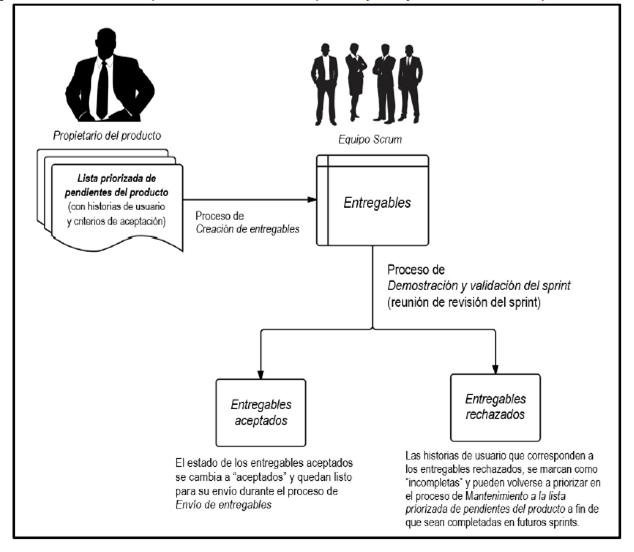 Propietario del producto
Equipo Scrum
Lista priorizada de
pendientes del producto
(con historias de usuario
y criterios de aceptación)
Proceso de
Creación de entregables
Entregables
Proceso de
Demostración y validación del sprint
(reunión de revisión del sprint)
Entregables
aceptados
El estado de los entregables aceptados
se cambia a "aceptados" y quedan listo
para su envío durante el proceso de
Envío de entregables
Entregables
rechazados
Las historias de usuario que corresponden a
los entregables rechazados, se marcan como
"incompletas" y pueden volverse a priorizar en
el proceso de Mantenimiento a la lista
priorizada de pendientes del producto a fin de
que sean completadas en futuros sprints.